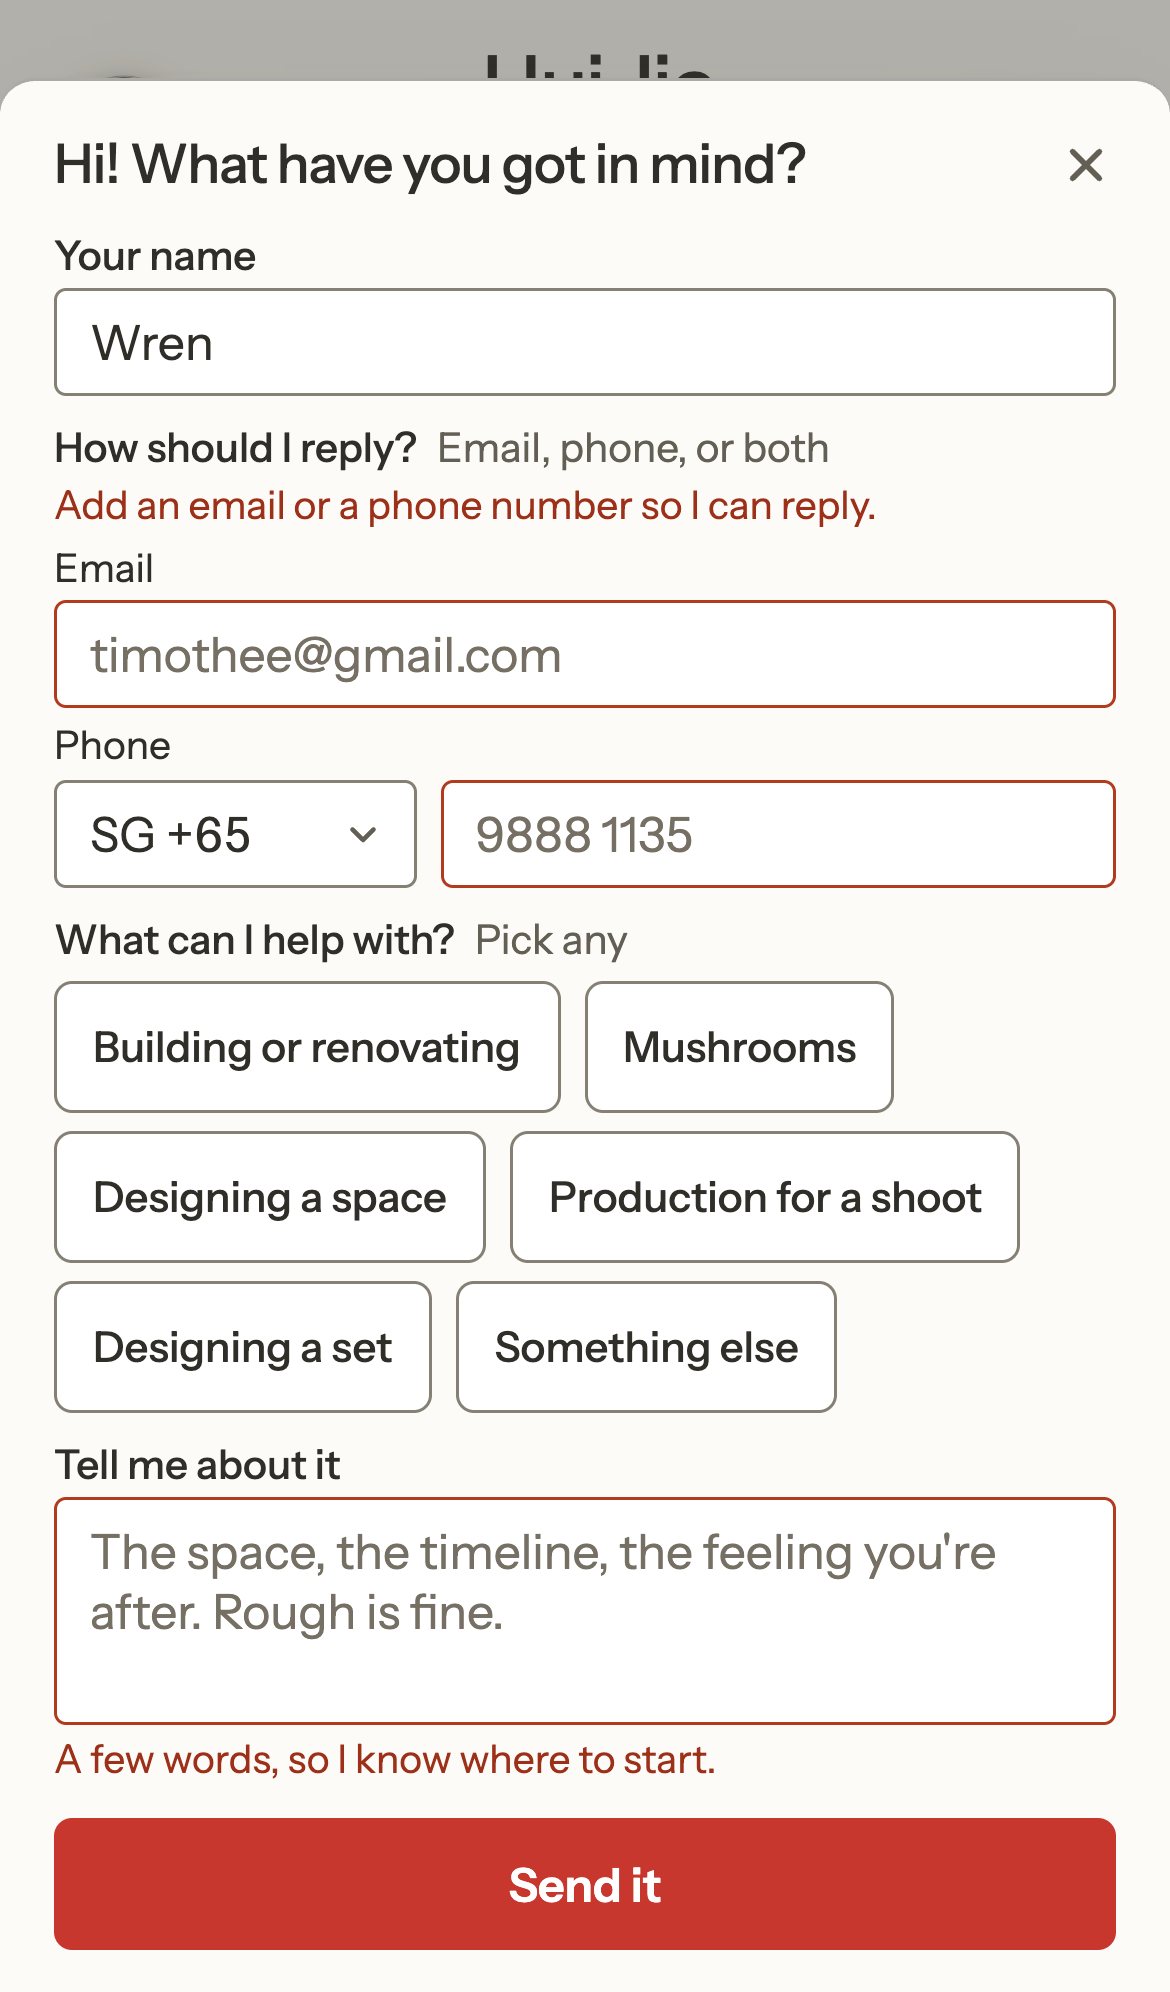 Hi! What have you got in mind?
Your name
Wren
How should I reply? Email, phone, or both
Add an email or a phone number so I can reply.
Email
timothee@gmail.com
Phone
SG +65
9888 1135
What can I help with? Pick any
Building or renovating
Mushrooms
Designing a space
Production for a shoot
Designing a set
Something else
Tell me about it
The space, the timeline, the feeling you're
after. Rough is fine.
A few words, so I know where to start.
Send it